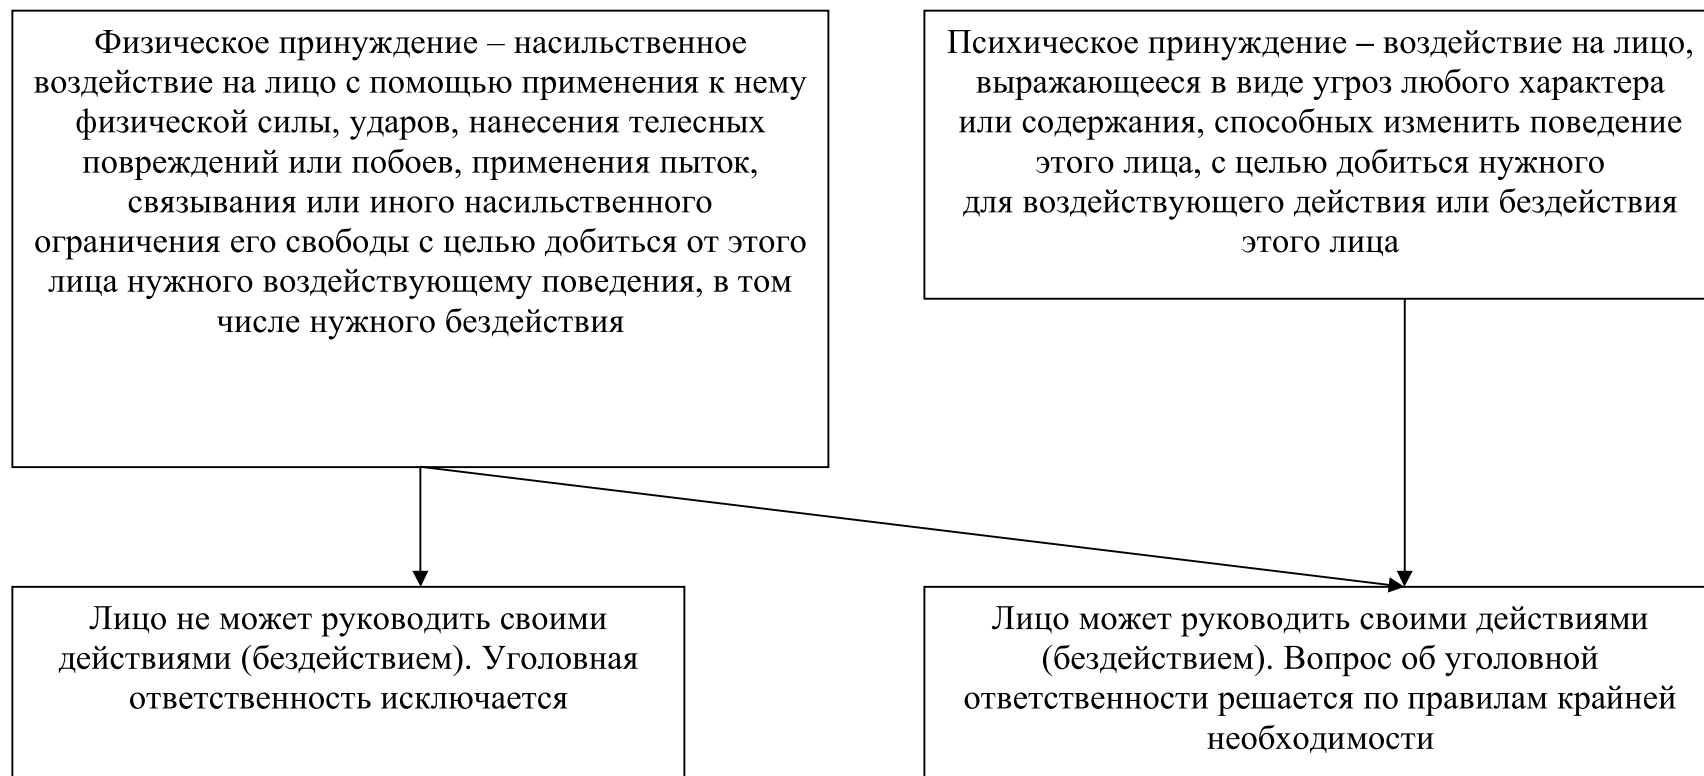 Физическое принуждение – насильственное
воздействие на лицо с помощью применения к нему
физической силы, ударов, нанесения телесных
повреждений или побоев, применения пыток,
связывания или иного насильственного
ограничения его свободы с целью добиться от этого
лица нужного воздействующему поведения, в том
числе нужного бездействия
Психическое принуждение – воздействие на лицо,
выражающееся в виде угроз любого характера
или содержания, способных изменить поведение
этого лица, с целью добиться нужного
для воздействующего действия или бездействия
этого лица
Лицо не может руководить своими
действиями (бездействием). Уголовная
ответственность исключается
Лицо может руководить своими действиями
(бездействием). Вопрос об уголовной
ответственности решается по правилам крайней
необходимости